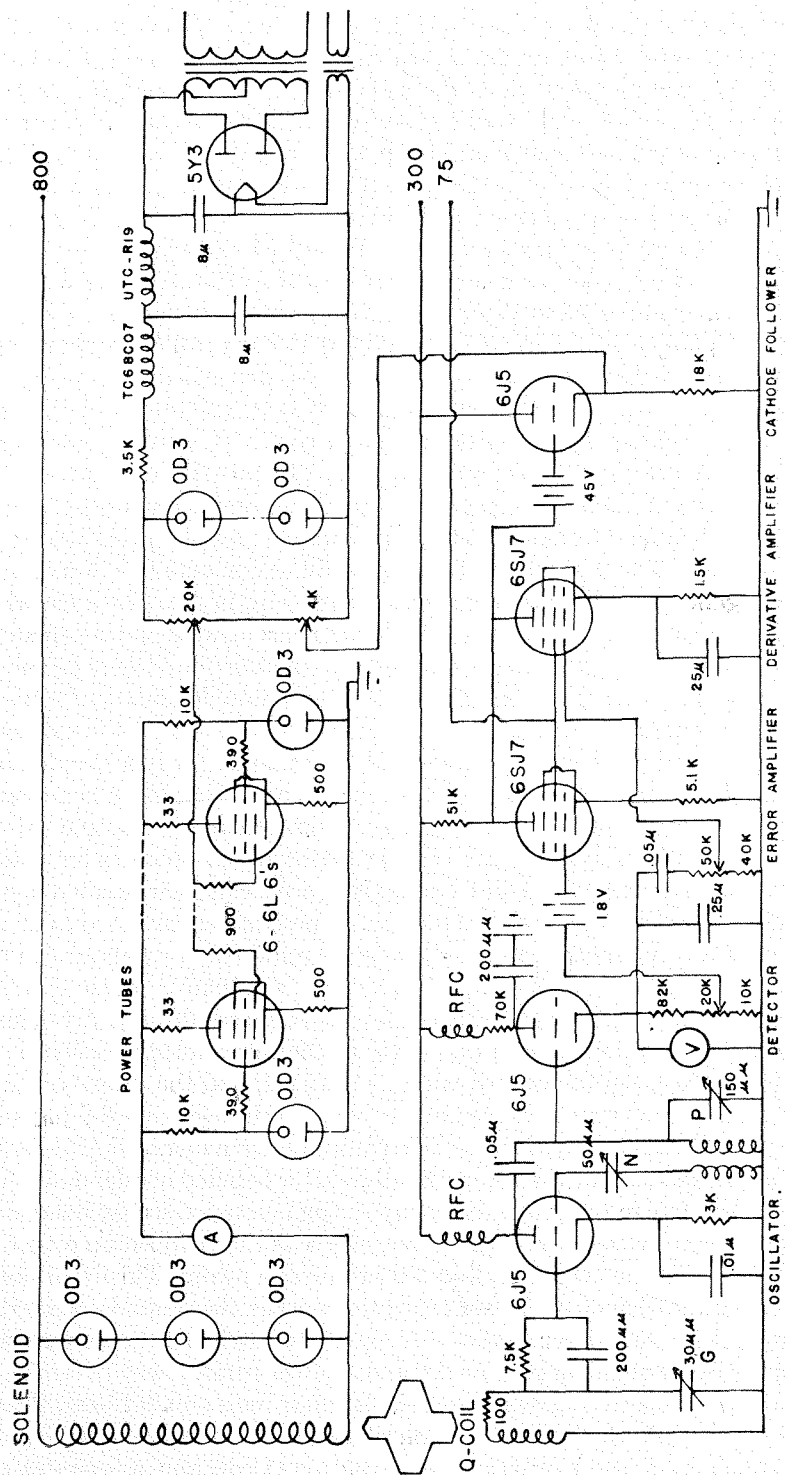 SOLENOID
800
OD3
OD3
OD3
A
POWER TUBES
10K
33
390
OD3
500
900
6-6L6's
33
10K
390
500
OD3
20K
4K
3.5K
OD3
OD3
TC68C07
UTC-R19
8µ
8µ
5Y3
Q-COIL
100
7.5K
200µµ
30µµ
G
6J5
RFC
.05µ
50µµ
N
3K
.01µ
P
150µµ
6J5
RFC
70K
200µµ
82K
20K
10K
V
18V
.25µ
.05µ
50K
40K
51K
6SJ7
5.1K
6SJ7
25µ
1.5K
45V
6J5
18K
300
75
OSCILLATOR.
DETECTOR
ERROR AMPLIFIER
DERIVATIVE AMPLIFIER
CATHODE FOLLOWER